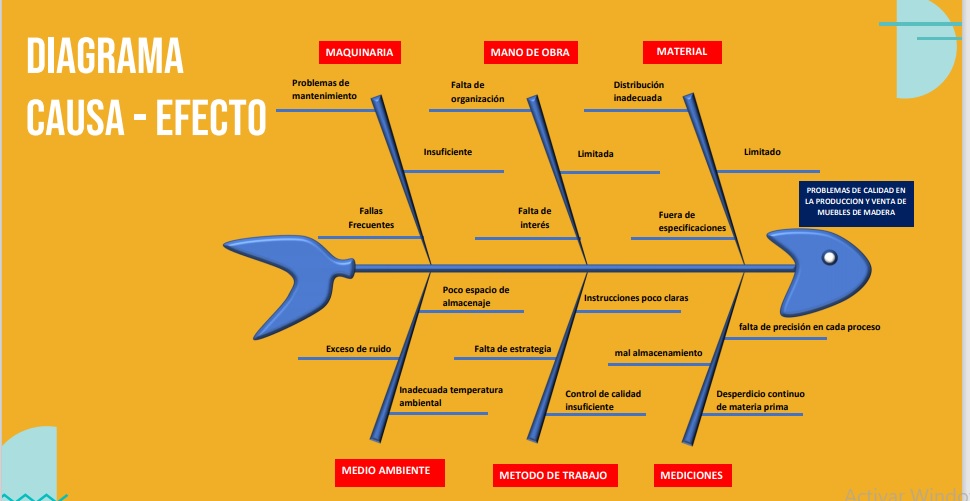 DIAGRAMA
CAUSA - EFECTO
MAQUINARIA
MANO DE OBRA
MATERIAL
Problemas de
mantenimiento
Falta de
organización
Distribución
inadecuada
Insuficiente
Limitada
Limitado
PROBLEMAS DE CALIDAD EN
LA PRODUCCION Y VENTA DE
MUEBLES DE MADERA
Fallas
Frecuentes
Falta de
interés
Fuera de
especificaciones
Poco espacio de
almacenaje
Instrucciones poco claras
falta de precisión en cada proceso
Exceso de ruido
Falta de estrategia
mal almacenamiento
Inadecuada temperatura
ambiental
Control de calidad
insuficiente
Desperdicio continuo
de materia prima
MEDIO AMBIENTE
METODO DE TRABAJO
MEDICIONES
Activar